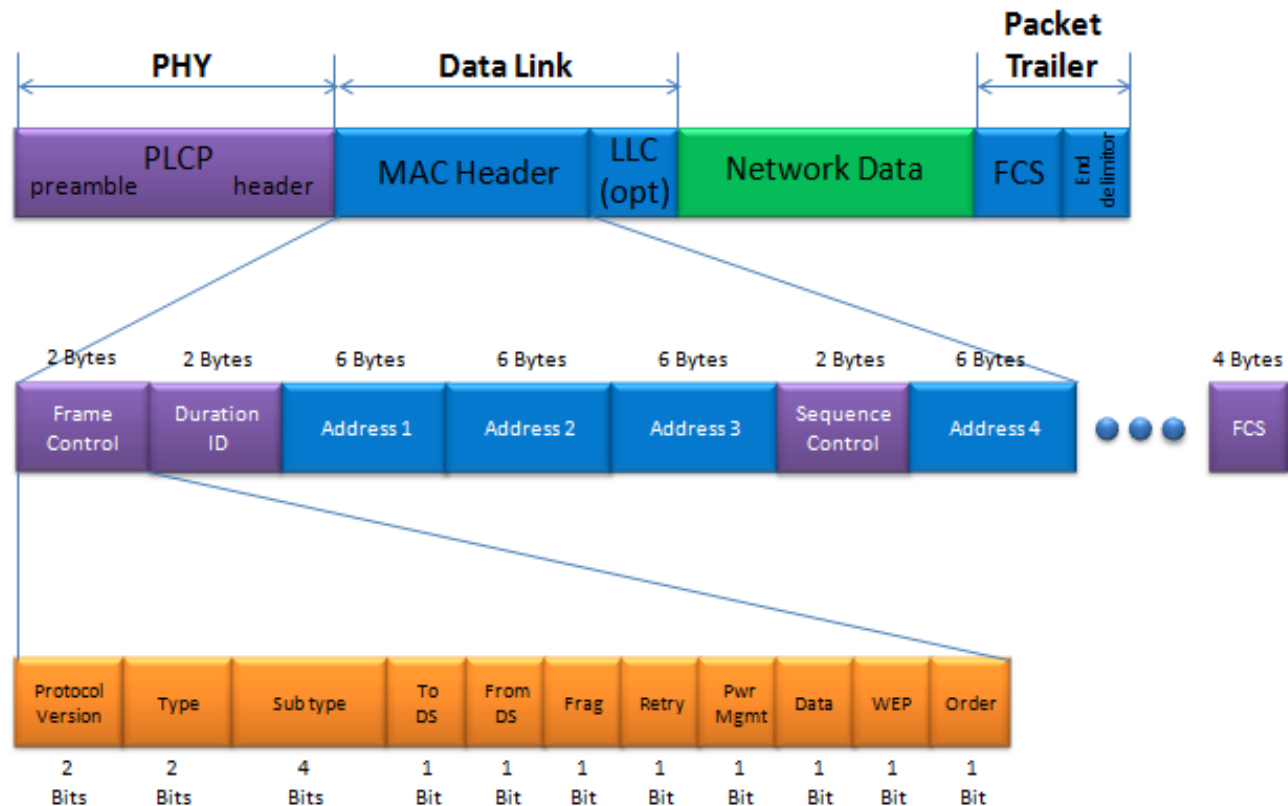 PHY
Data Link
Packet
Trailer
PLCP
preamble header
MAC Header
LLC
(opt)
Network Data
FCS
End
delimitor
2 Bytes
2 Bytes
6 Bytes
6 Bytes
6 Bytes
2 Bytes
6 Bytes
4 Bytes
Frame
Control
Duration
ID
Address 1
Address 2
Address 3
Sequence
Control
Address 4
FCS
Protocol
Version
Type
Sub type
To
DS
From
DS
Frag
Retry
Pwr
Mgmt
Data
WEP
Order
2
Bits
2
Bits
4
Bits
1
Bit
1
Bit
1
Bit
1
Bit
1
Bit
1
Bit
1
Bit
1
Bit